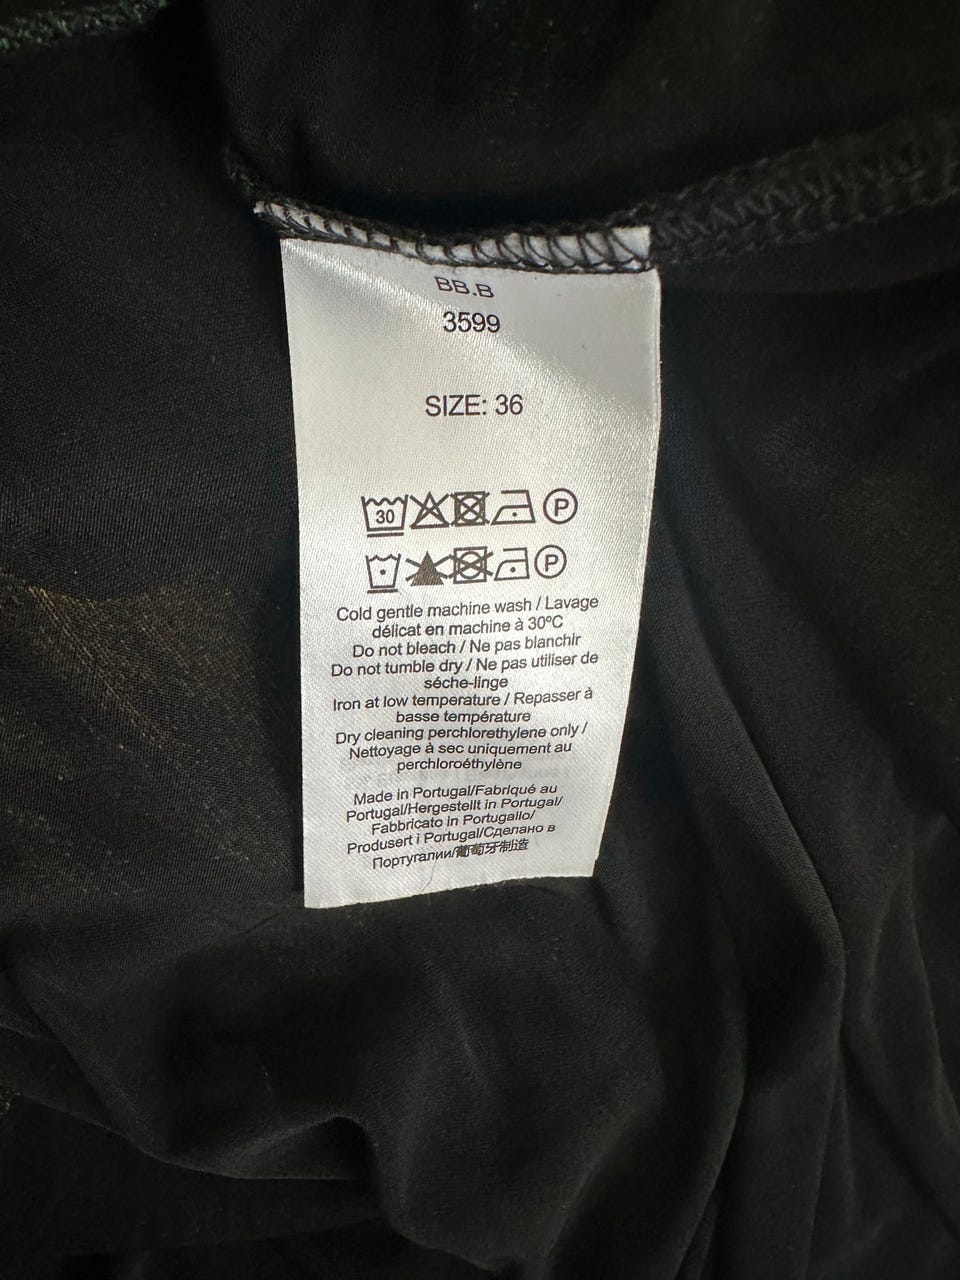 BB.B
3599
SIZE: 36
30 P
P
Cold gentle machine wash / Lavage
délicat en machine à 30ºC
Do not bleach / Ne pas blanchir
Do not tumble dry / Ne pas utiliser de
séche-linge
Iron at low temperature / Repasser à
basse température
Dry cleaning perchlorethylene only /
Nettoyage à sec uniquement au
perchloroéthylène
Made in Portugal/Fabriqué au
Portugal/Hergestellt in Portugal/
Fabbricato in Portugallo/
Produsert i Portugal/Сделано в
Португалии/葡萄牙制造